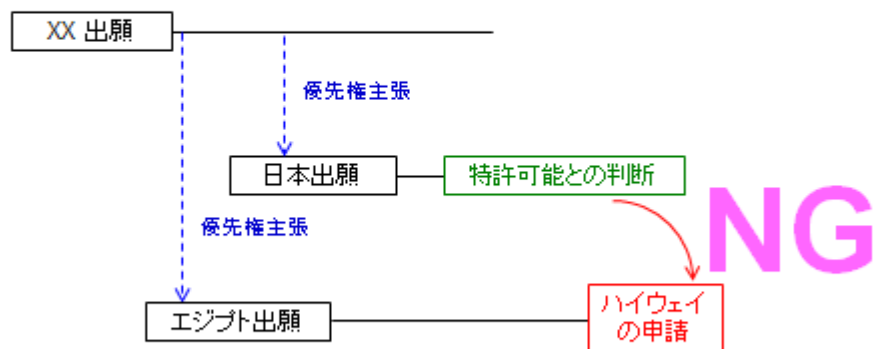 XX 出願
優先権主張
日本出願
特許可能との判断
NG
優先権主張
エジプト出願
ハイウェイ
の申請